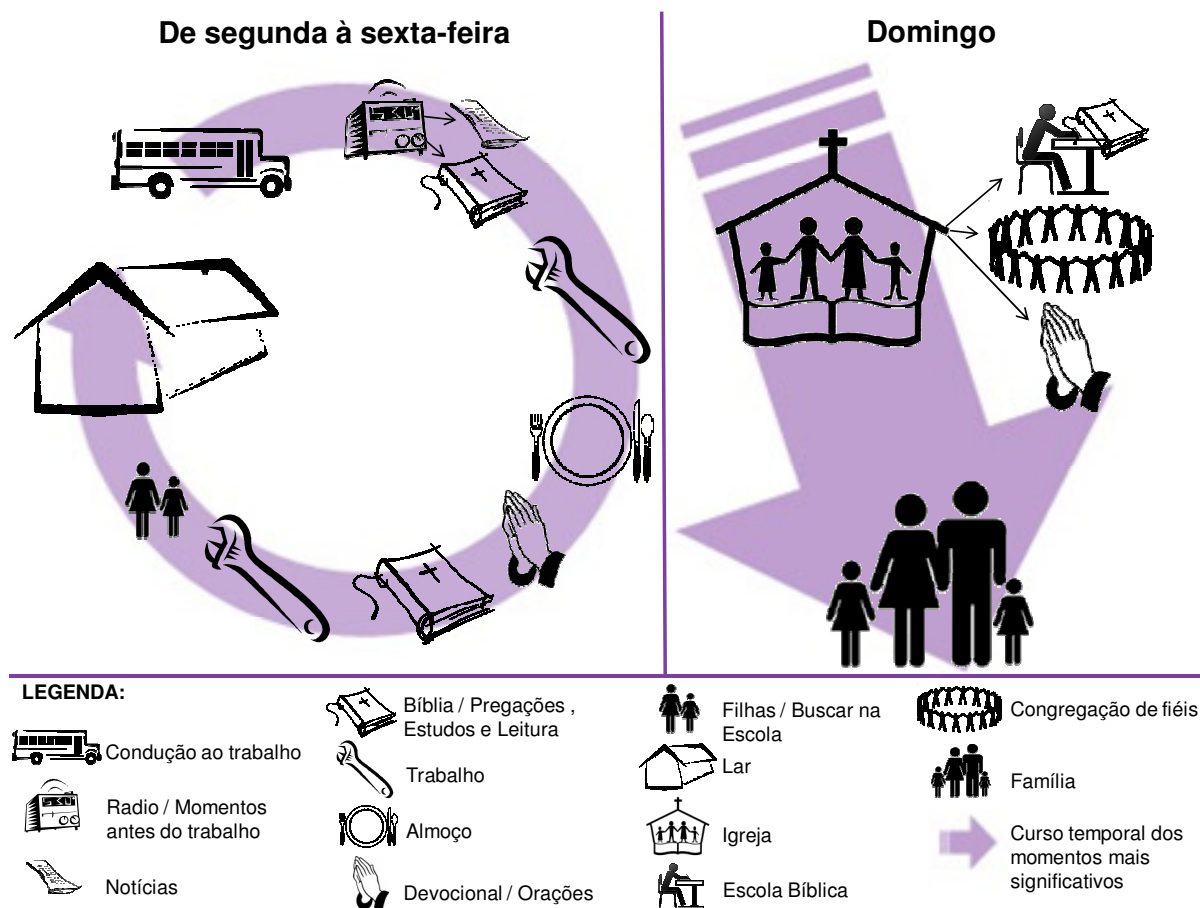 De segunda à sexta-feira
Domingo
LEGENDA:
Condução ao trabalho
Radio / Momentos
antes do trabalho
Notícias
Bíblia / Pregações ,
Estudos e Leitura
Trabalho
Almoço
Devocional / Orações
Filhas / Buscar na
Escola
Lar
Igreja
Escola Bíblica
Congregação de fiéis
Família
Curso temporal dos
momentos mais
significativos